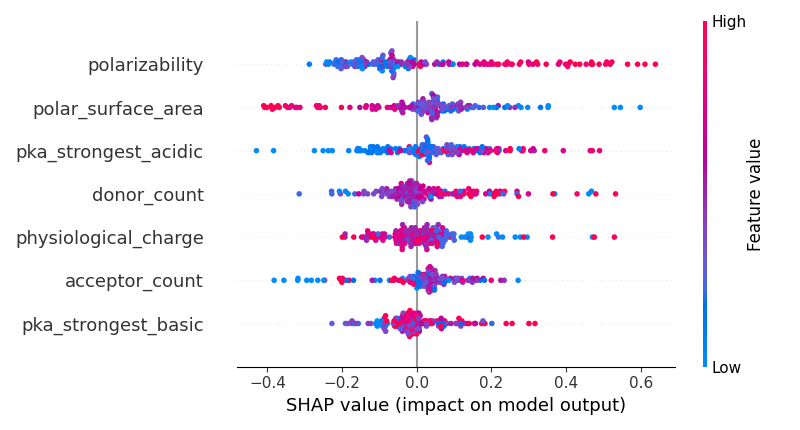 High
polarizability
polar_surface_area
pka_strongest_acidic
donor_count
physiological_charge
acceptor_count
pka_strongest_basic
Feature value
Low
−0.4 −0.2 0.0 0.2 0.4 0.6
SHAP value (impact on model output)